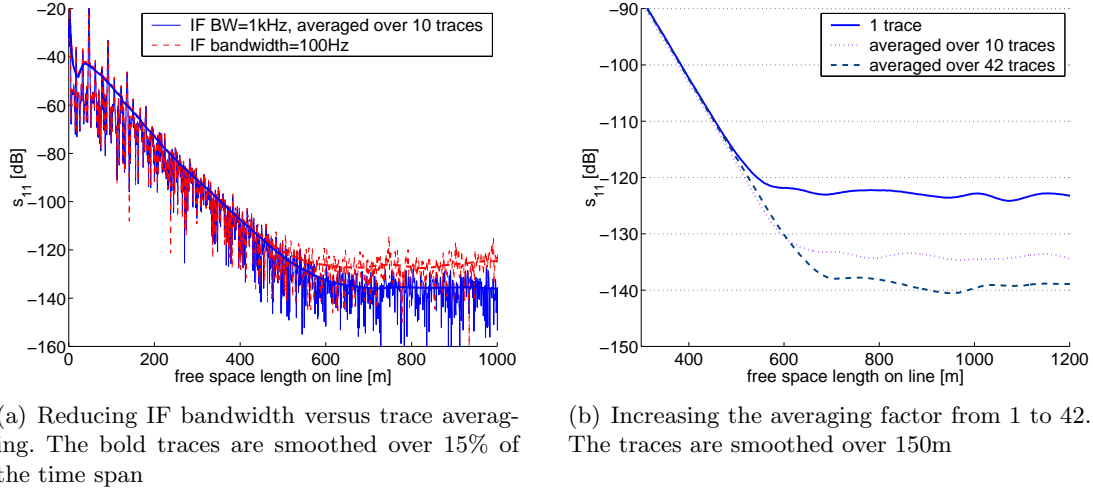 IF BW=1kHz, averaged over 10 traces
IF bandwidth=100Hz
s11 [dB]
−20
−40
−60
−80
−100
−120
−140
−160
0
200
400
600
800
1000
free space length on line [m]
(a) Reducing IF bandwidth versus trace averag-
ing. The bold traces are smoothed over 15% of
the time span
1 trace
averaged over 10 traces
averaged over 42 traces
s11 [dB]
−90
−100
−110
−120
−130
−140
−150
400
600
800
1000
1200
free space length on line [m]
(b) Increasing the averaging factor from 1 to 42.
The traces are smoothed over 150m